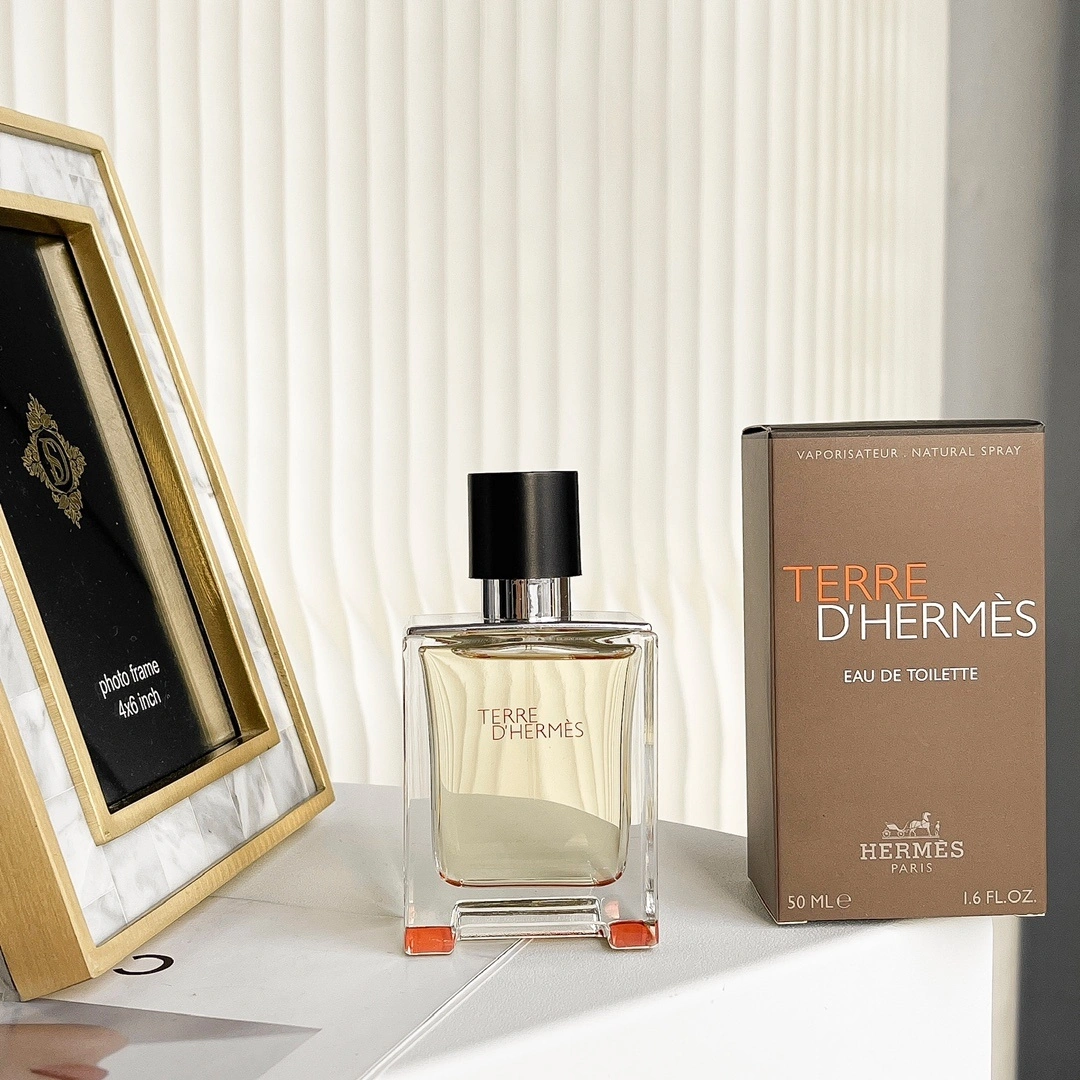 photo frame
4x6 inch
TERRE
D'HERMÈS
VAPORISATEUR . NATURAL SPRAY
TERRE
D'HERMÈS
EAU DE TOILETTE
HERMÈS
PARIS
50 ML℮
1.6 FL.OZ.